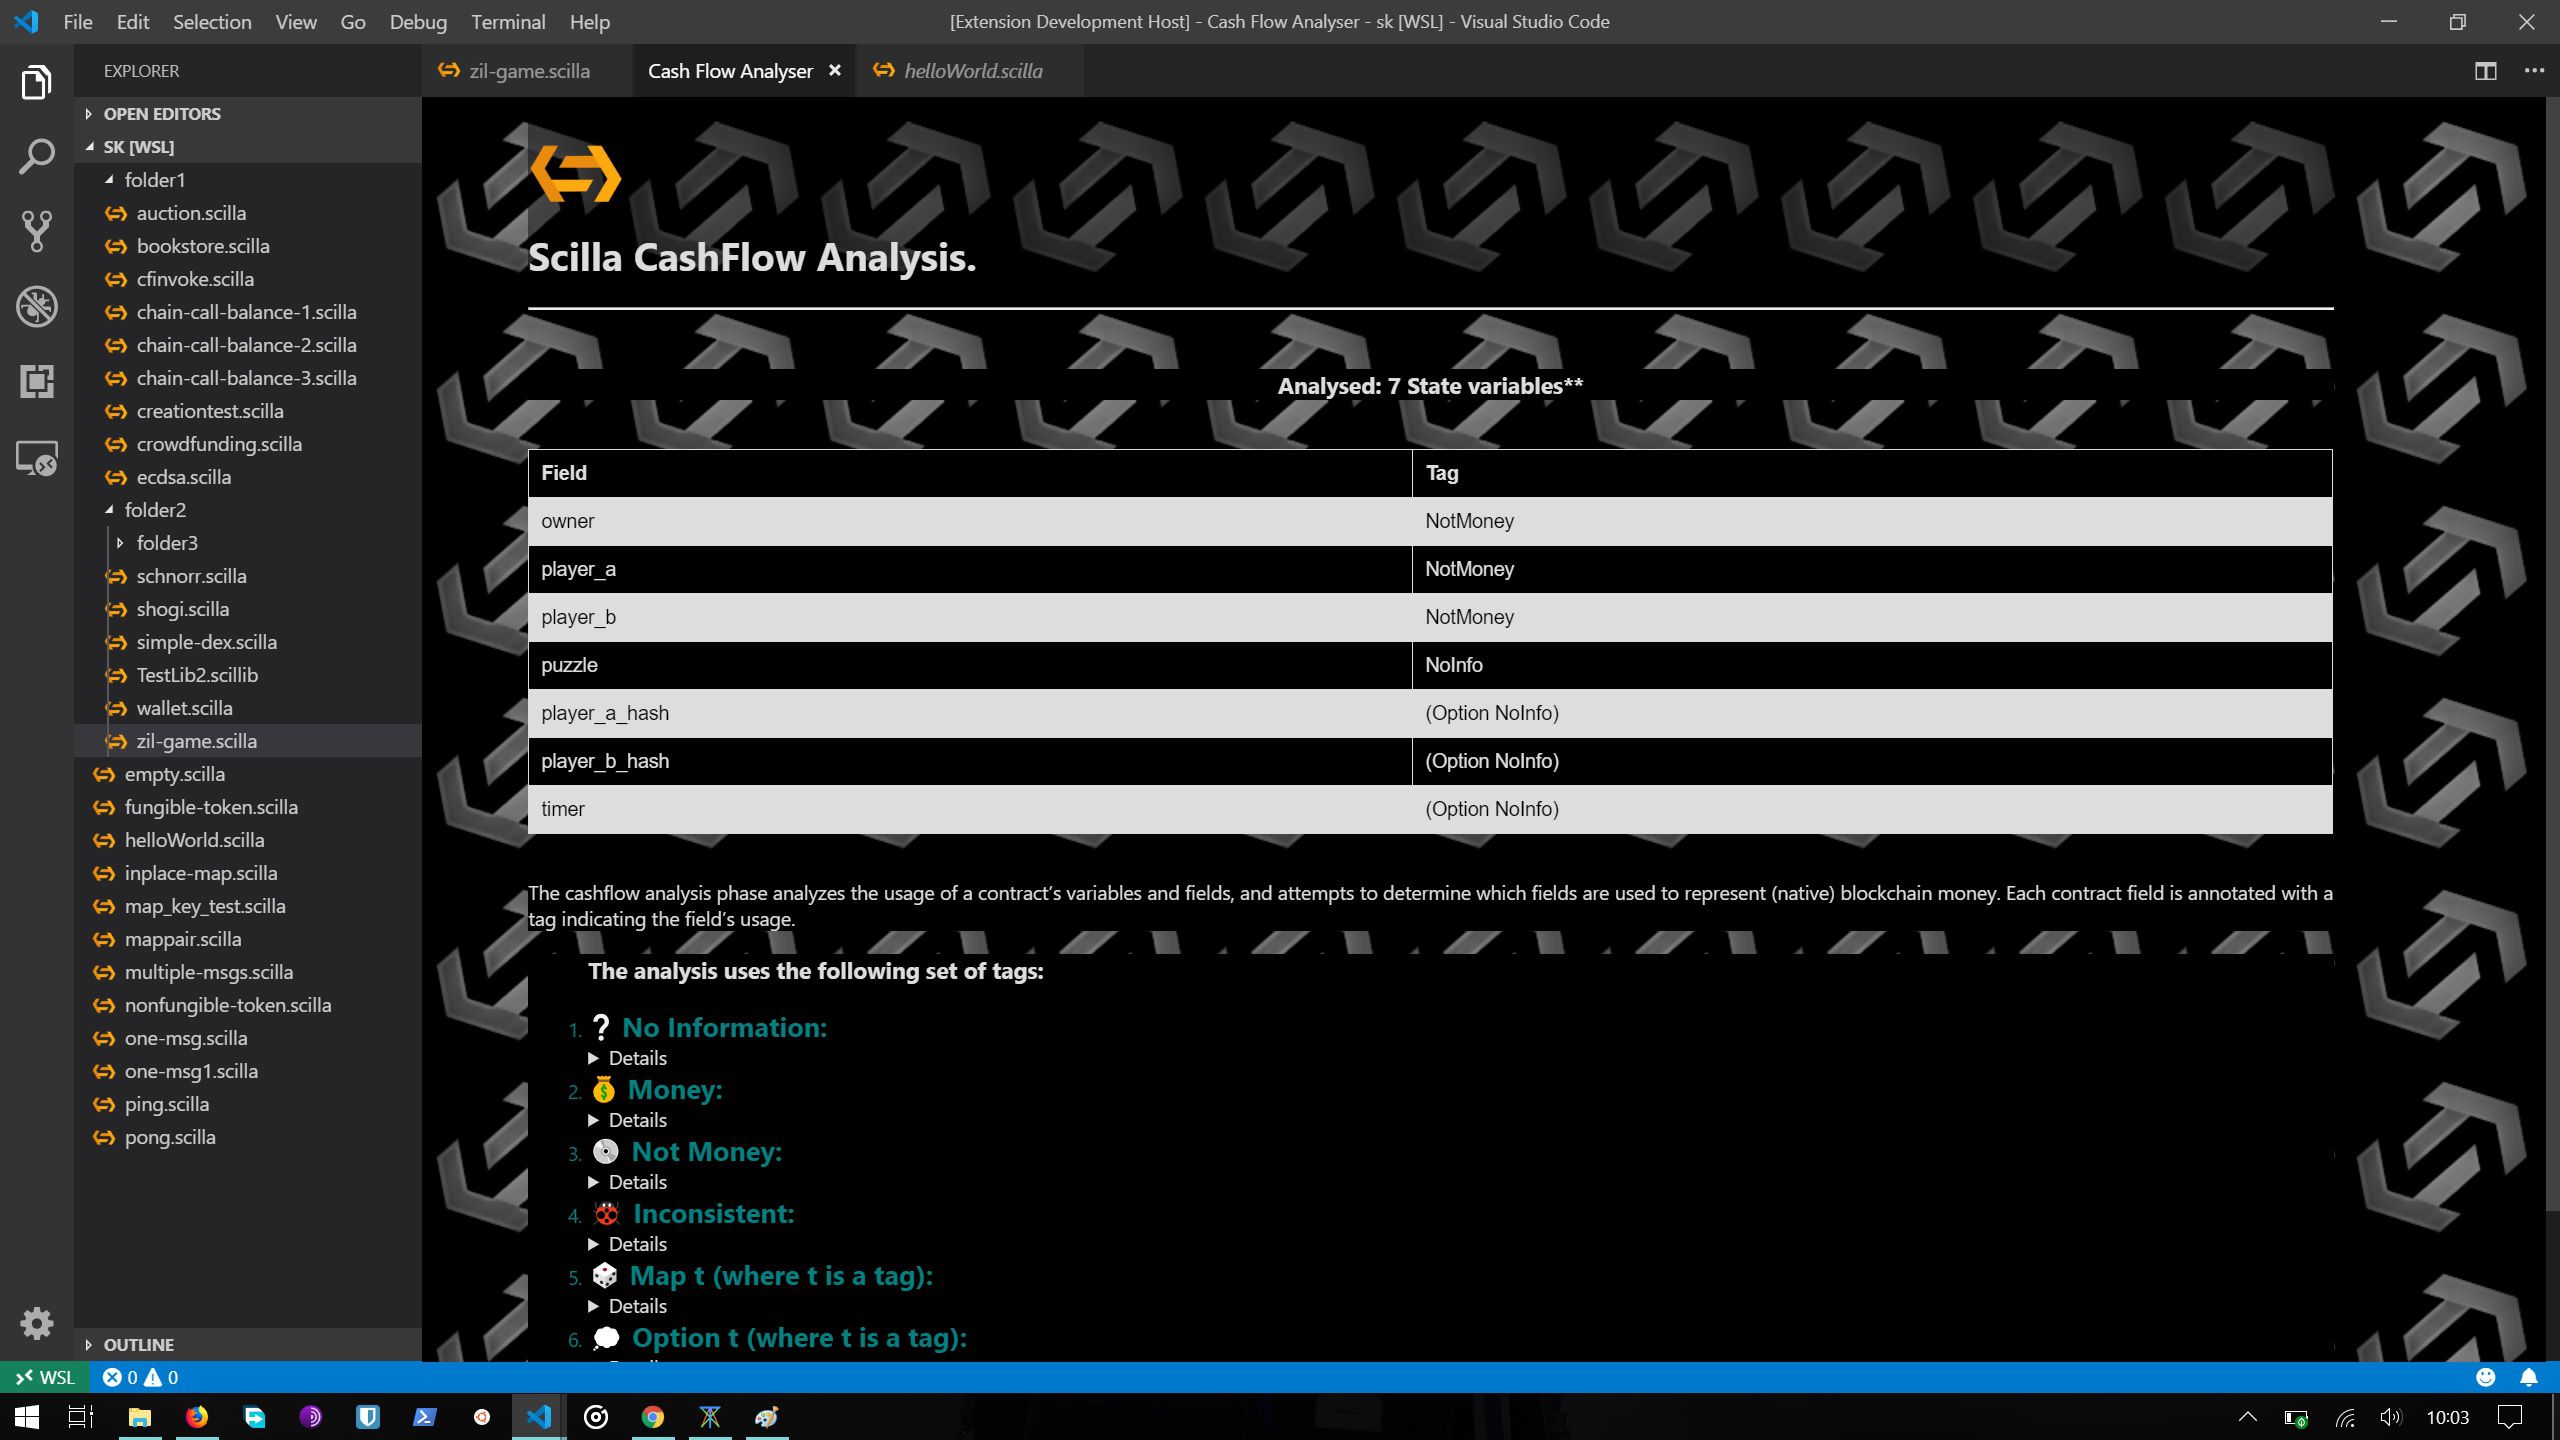 File Edit Selection View Go Debug Terminal Help
[Extension Development Host] - Cash Flow Analyser - sk [WSL] - Visual Studio Code
EXPLORER
OPEN EDITORS
SK [WSL]
folder1
auction.scilla
bookstore.scilla
cfinvoke.scilla
chain-call-balance-1.scilla
chain-call-balance-2.scilla
chain-call-balance-3.scilla
creationtest.scilla
crowdfunding.scilla
ecdsa.scilla
folder2
folder3
schnorr.scilla
shogi.scilla
simple-dex.scilla
TestLib2.scillib
wallet.scilla
zil-game.scilla
empty.scilla
fungible-token.scilla
helloWorld.scilla
inplace-map.scilla
map_key_test.scilla
mappair.scilla
multiple-msgs.scilla
nonfungible-token.scilla
one-msg.scilla
one-msg1.scilla
ping.scilla
pong.scilla
OUTLINE
zil-game.scilla Cash Flow Analyser helloWorld.scilla
Scilla CashFlow Analysis.
Analysed: 7 State variables**
Field Tag
owner NotMoney
player_a NotMoney
player_b NotMoney
puzzle NoInfo
player_a_hash (Option NoInfo)
player_b_hash (Option NoInfo)
timer (Option NoInfo)
The cashflow analysis phase analyzes the usage of a contract’s variables and fields, and attempts to determine which fields are used to represent (native) blockchain money. Each contract field is annotated with a
tag indicating the field’s usage.
The analysis uses the following set of tags:
1. ❔ No Information:
Details
2. 💰 Money:
Details
3. 💿 Not Money:
Details
4. 🐞 Inconsistent:
Details
5. 🎲 Map t (where t is a tag):
Details
6. 💭 Option t (where t is a tag):
WSL 0 0
10:03